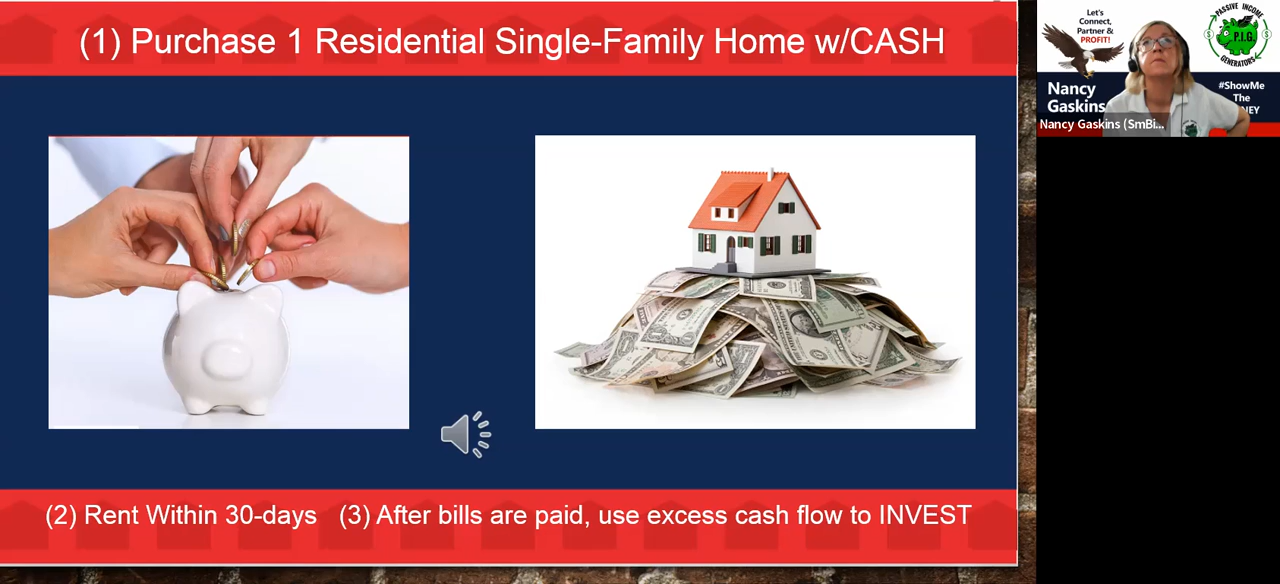 (1) Purchase 1 Residential Single-Family Home w/CASH
(2) Rent Within 30-days (3) After bills are paid, use excess cash flow to INVEST
Let's
Connect,
Partner &
PROFIT!
PASSIVE INCOME
P.I.G.
GENERATORS
Nancy
Gaskins
#ShowMe
The
Nancy Gaskins (SmBi...